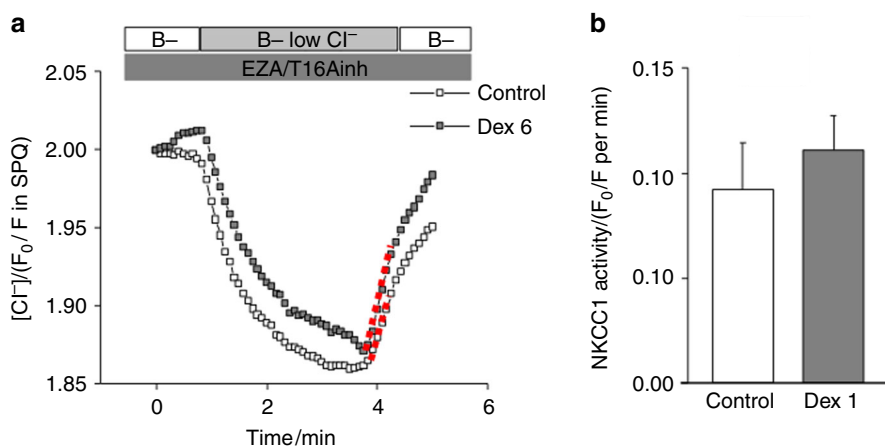 a
B– B– low Cl⁻ B–
EZA/T16Ainh
[Cl⁻]/(F₀/ F in SPQ)
2.05
2.00
1.95
1.90
1.85
Control
Dex 6
0 2 4 6
Time/min
b
NKCC1 activity/(F₀/F per min)
0.15
0.10
0.10
0.00
Control Dex 1